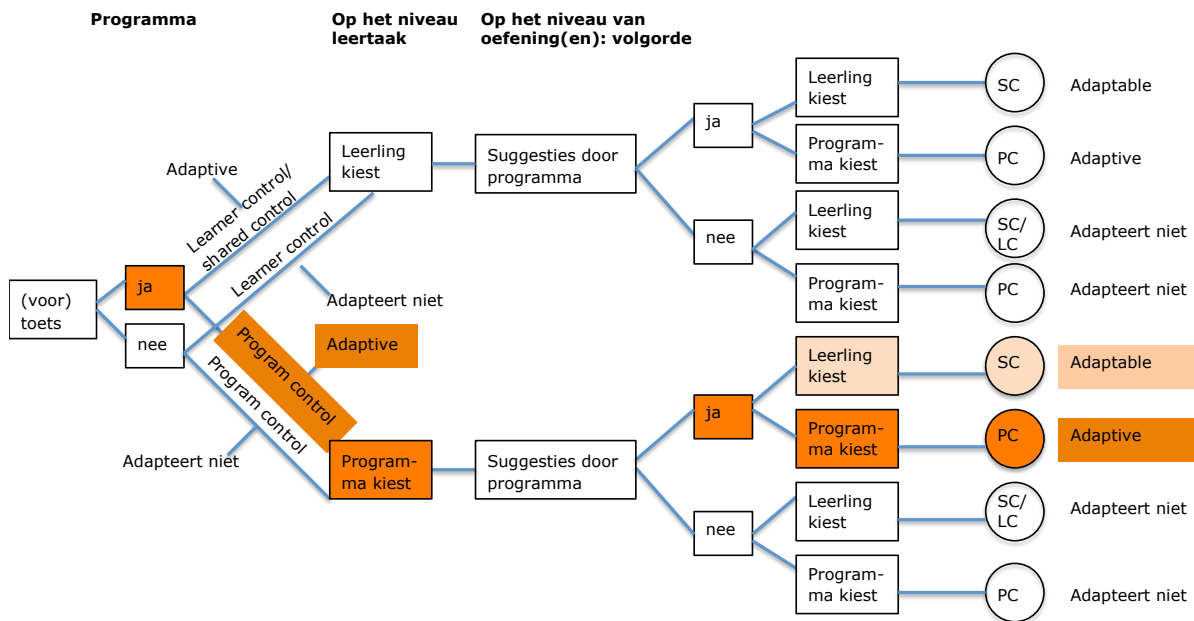 Programma
Op het niveau
leertaak
Op het niveau van
oefening(en): volgorde
(voor)
toets
ja
nee
Adaptive
Learner control/
shared control
Learner control
Adapteert niet
Program control
Adaptive
Program control
Adapteert niet
Leerling
kiest
Suggesties door
programma
ja
Leerling
kiest
SC
Adaptable
Program-
ma kiest
PC
Adaptive
nee
Leerling
kiest
SC/
LC
Adapteert niet
Program-
ma kiest
PC
Adapteert niet
Program-
ma kiest
Suggesties door
programma
ja
Leerling
kiest
SC
Adaptable
Program-
ma kiest
PC
Adaptive
nee
Leerling
kiest
SC/
LC
Adapteert niet
Program-
ma kiest
PC
Adapteert niet